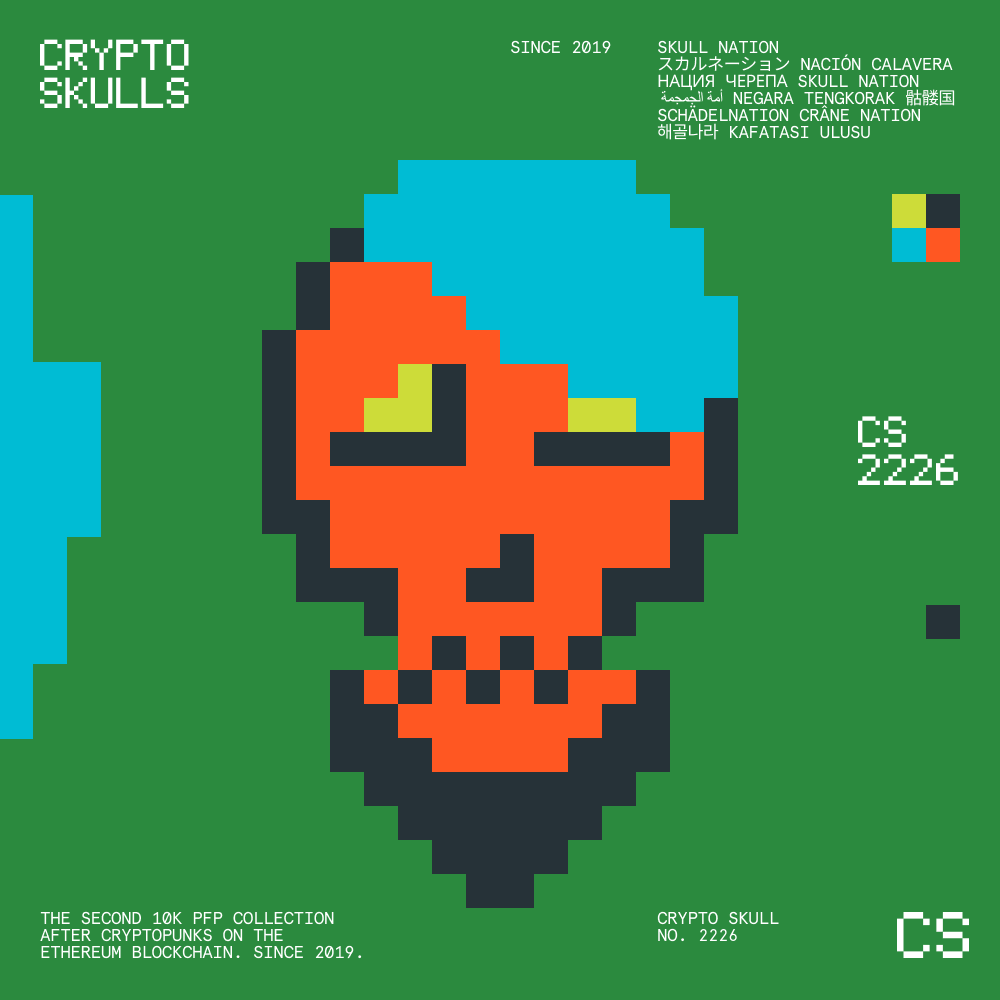 CRYPTO
SKULLS
SINCE 2019
SKULL NATION
スカルネーション NACIÓN CALAVERA
НАЦИЯ ЧЕРЕПА SKULL NATION
أمة الجمجمة NEGARA TENGKORAK 骷髅国
SCHÄDELNATION CRÂNE NATION
해골나라 KAFATASI ULUSU
CS
2226
THE SECOND 10K PFP COLLECTION
AFTER CRYPTOPUNKS ON THE
ETHEREUM BLOCKCHAIN. SINCE 2019.
CRYPTO SKULL
NO. 2226
CS